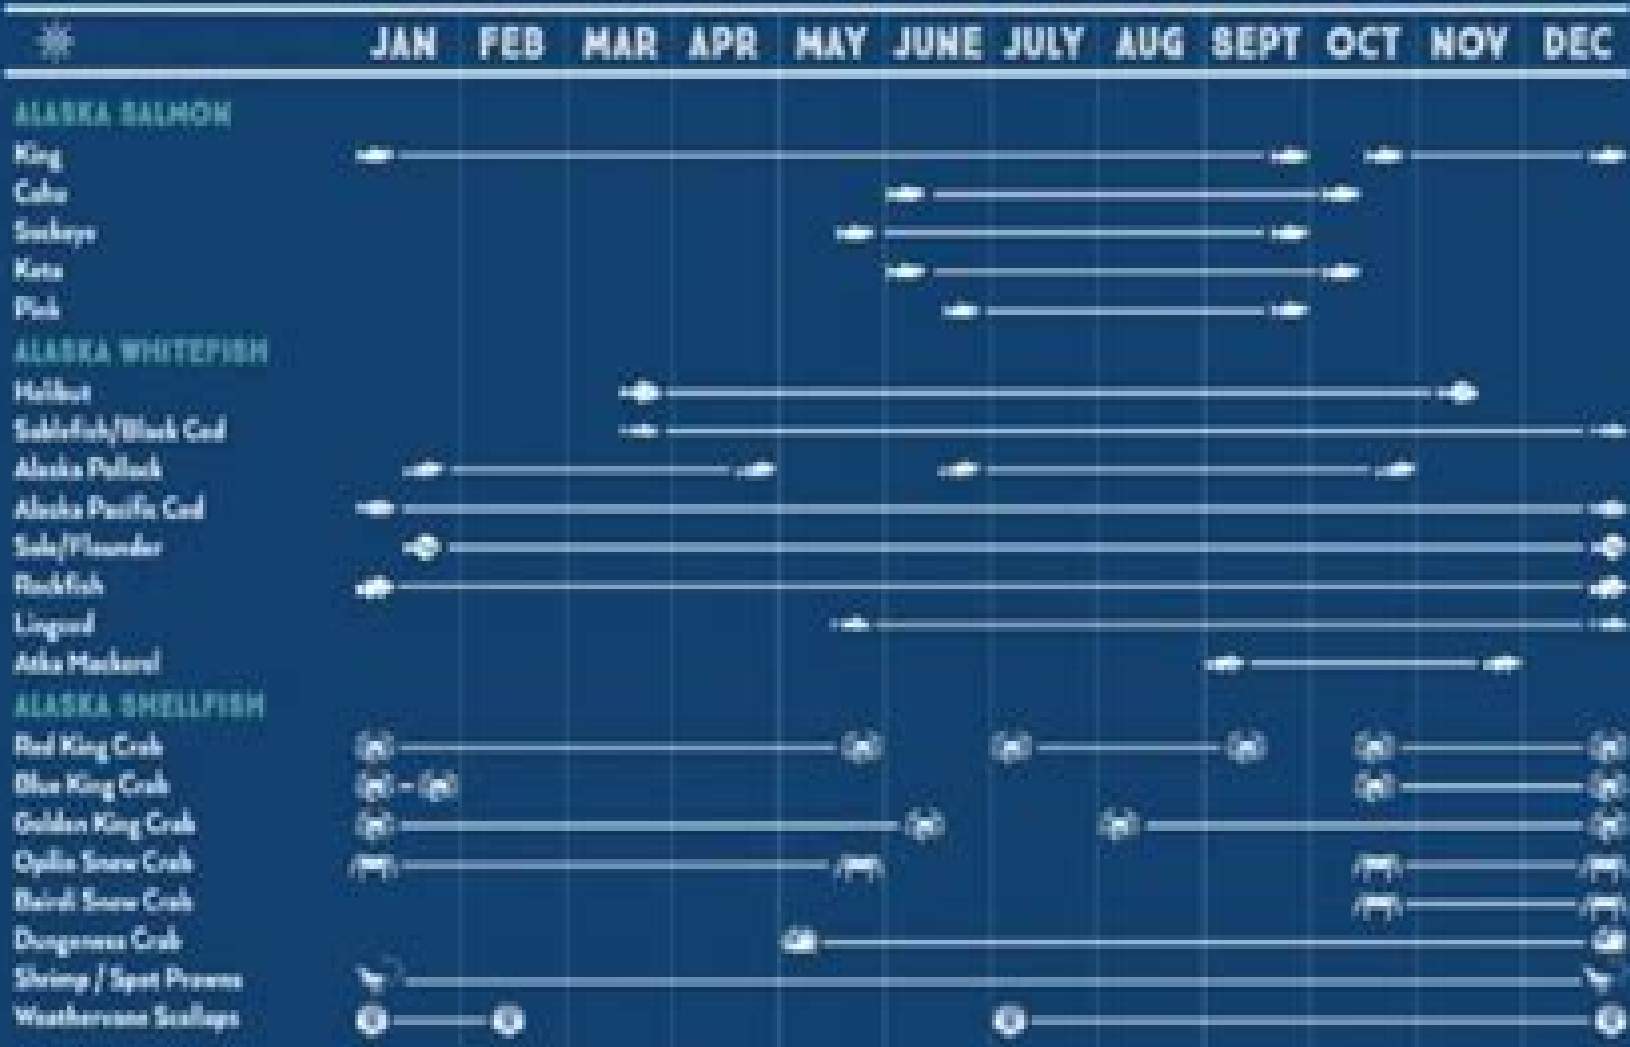 JAN FEB MAR APR MAY JUNE JULY AUG SEPT OCT NOV DEC
ALASKA SALMON
King
Coho
Sockeye
Keta
Pink
ALASKA WHITEFISH
Halibut
Sablefish/Black Cod
Alaska Pollock
Alaska Pacific Cod
Sole/Flounder
Rockfish
Lingcod
Atka Mackerel
ALASKA SHELLFISH
Red King Crab
Blue King Crab
Golden King Crab
Opilio Snow Crab
Bairdi Snow Crab
Dungeness Crab
Shrimp / Spot Prawns
Weathervane Scallops